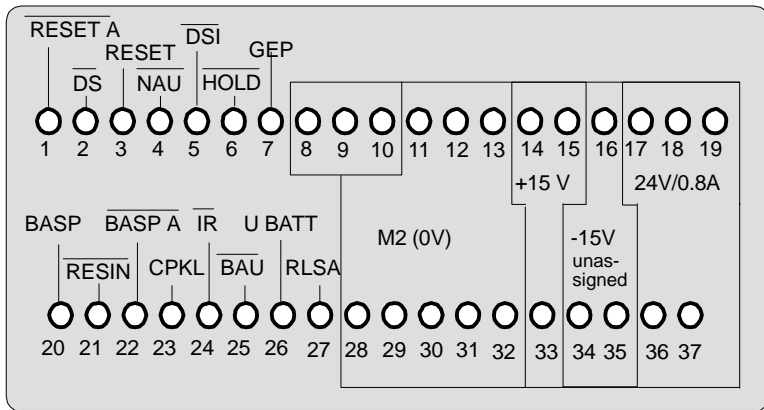 RESET A
RESET
DSI
GEP
DS
NAU
HOLD
1 2 3 4 5 6 7 8 9 10 11 12 13 14 15 16 17 18 19
+15 V
24V/0.8A
BASP
BASP A
IR
U BATT
M2 (0V)
-15V
unas-
signed
RESIN
CPKL
BAU
RLSA
20 21 22 23 24 25 26 27 28 29 30 31 32 33 34 35 36 37